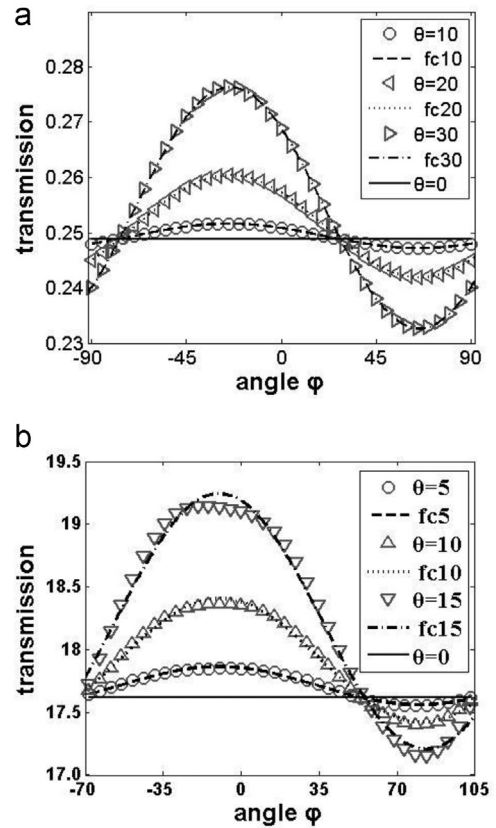 a
0.28
0.27
0.26
0.25
0.24
0.23
transmission
-90
-45
0
45
90
angle φ
θ=10
fc10
θ=20
fc20
θ=30
fc30
θ=0
b
19.5
19
18.5
18
17.5
17.0
transmission
-70
-35
0
35
70
105
angle φ
θ=5
fc5
θ=10
fc10
θ=15
fc15
θ=0